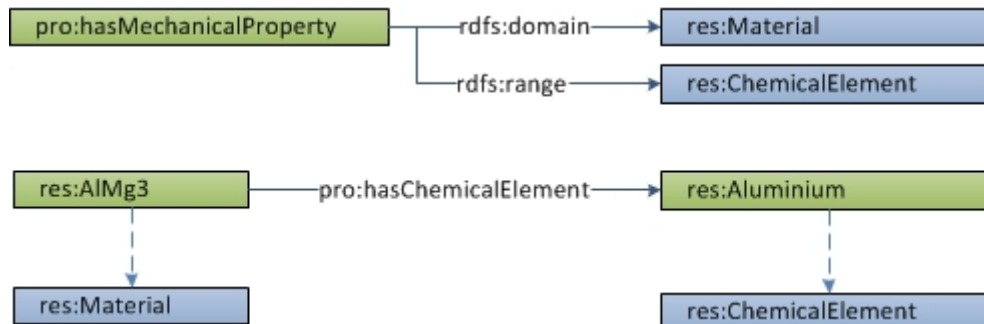 pro:hasMechanicalProperty
rdfs:domain
res:Material
rdfs:range
res:ChemicalElement
res:AlMg3
pro:hasChemicalElement
res:Aluminium
res:Material
res:ChemicalElement